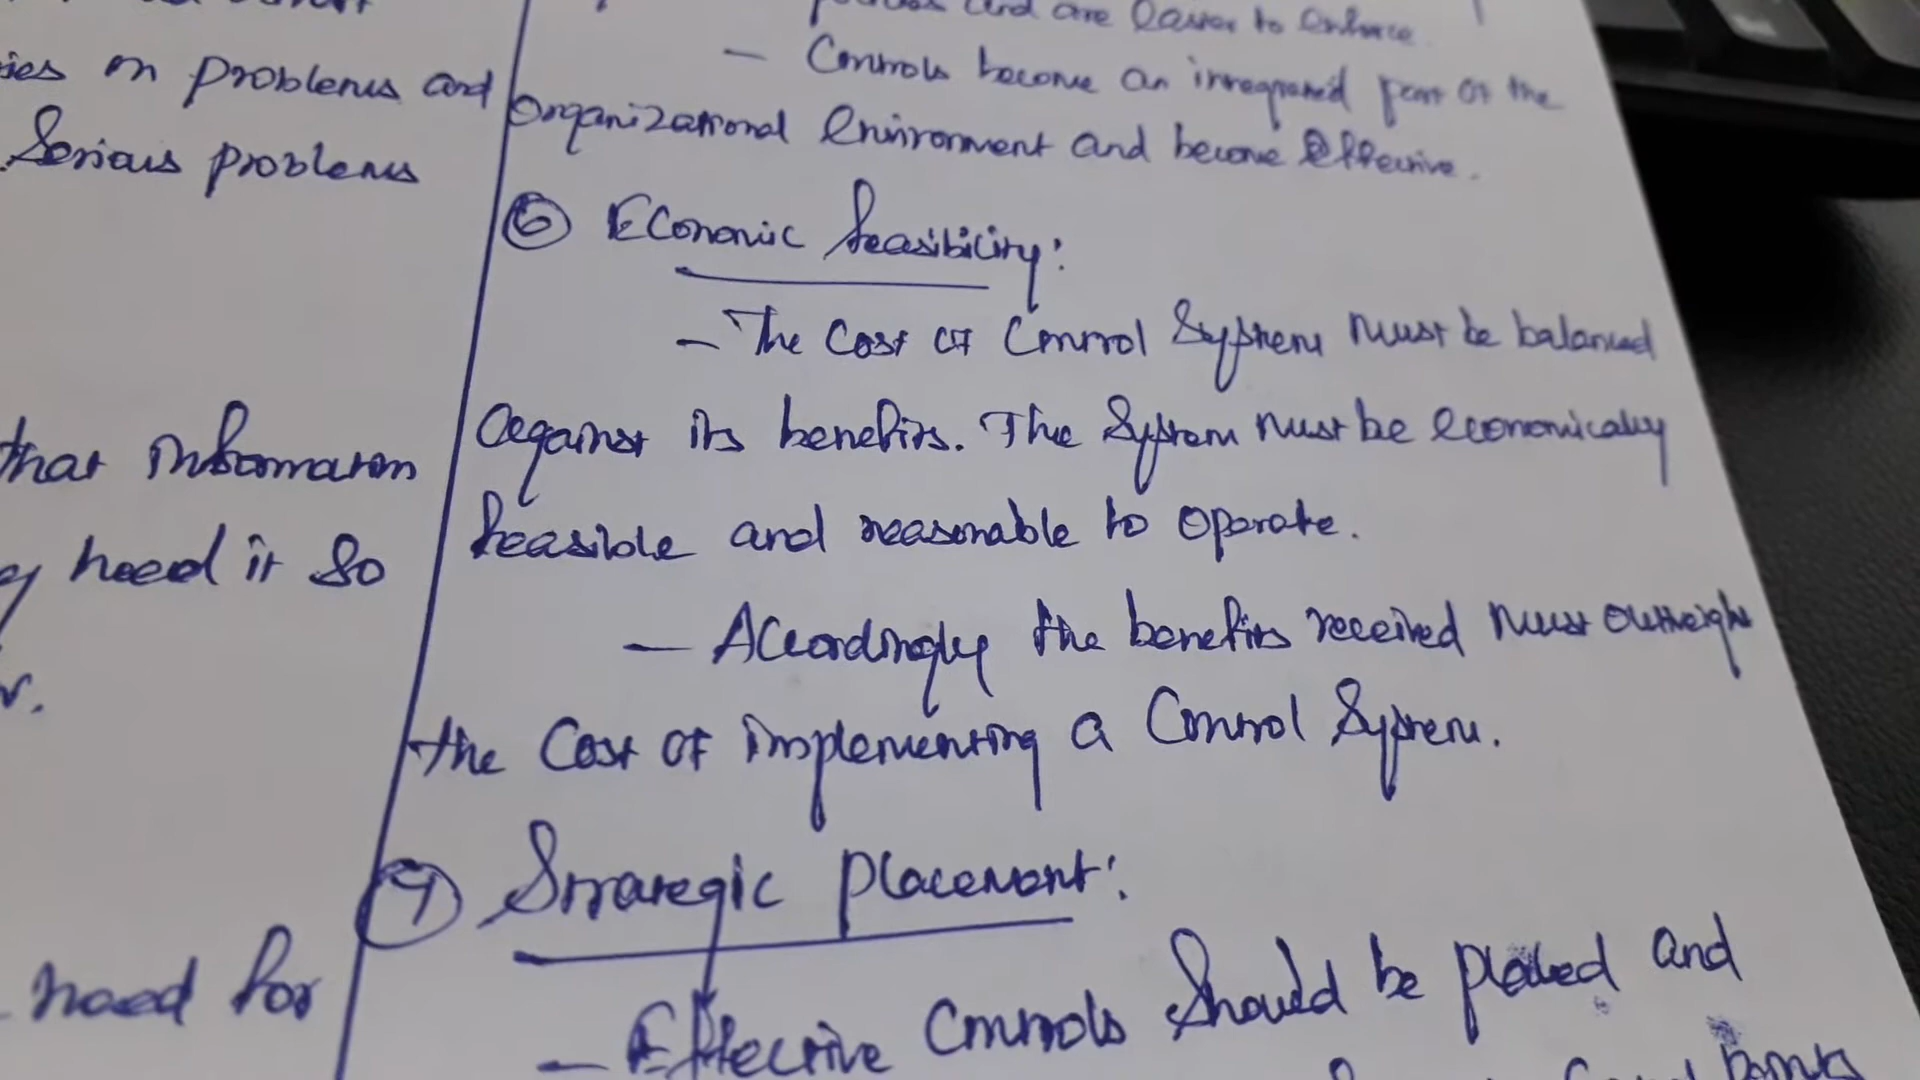 ies on problems and
Serious problems
that information
need it so
need for
and are easier to enhance.
- Controls become an integrated part of the
organizational environment and become effective.
⑥ Economic feasibility:
- The cost of Control System must be balanced
against its benefits. The System must be economically
feasible and reasonable to operate.
- Accordingly the benefits received must outweigh
the cost of implementing a Control System.
⑦ Strategic placement:
- Effective Controls Should be placed and